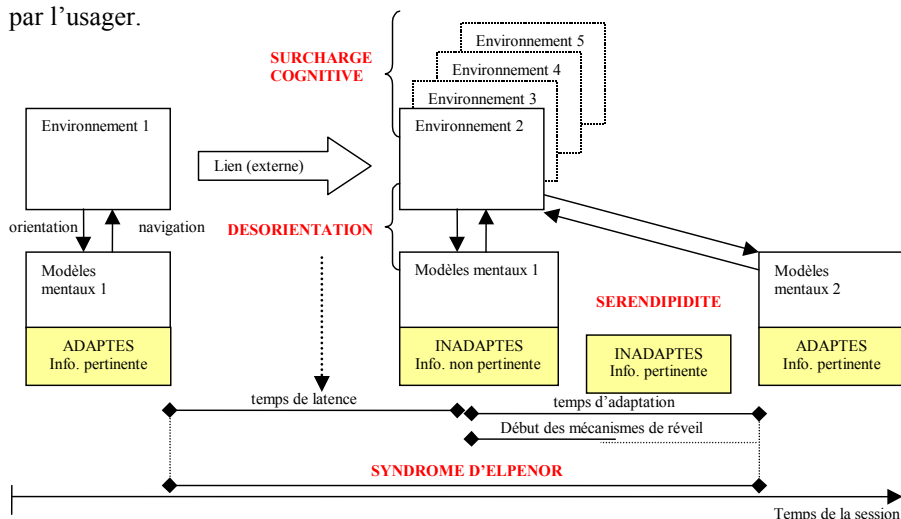 par l’usager.
SURCHARGE
COGNITIVE
Environnement 5
Environnement 4
Environnement 3
Environnement 2
Environnement 1
Lien (externe)
orientation
navigation
DESORIENTATION
Modèles
mentaux 1
Modèles mentaux 1
Modèles mentaux
2
SERENDIPIDITE
ADAPTES
Info. pertinente
INADAPTES
Info. non pertinente
INADAPTES
Info. pertinente
ADAPTES
Info. pertinente
temps de latence
temps d’adaptation
Début des mécanismes de réveil
SYNDROME D’ELPENOR
Temps de la session